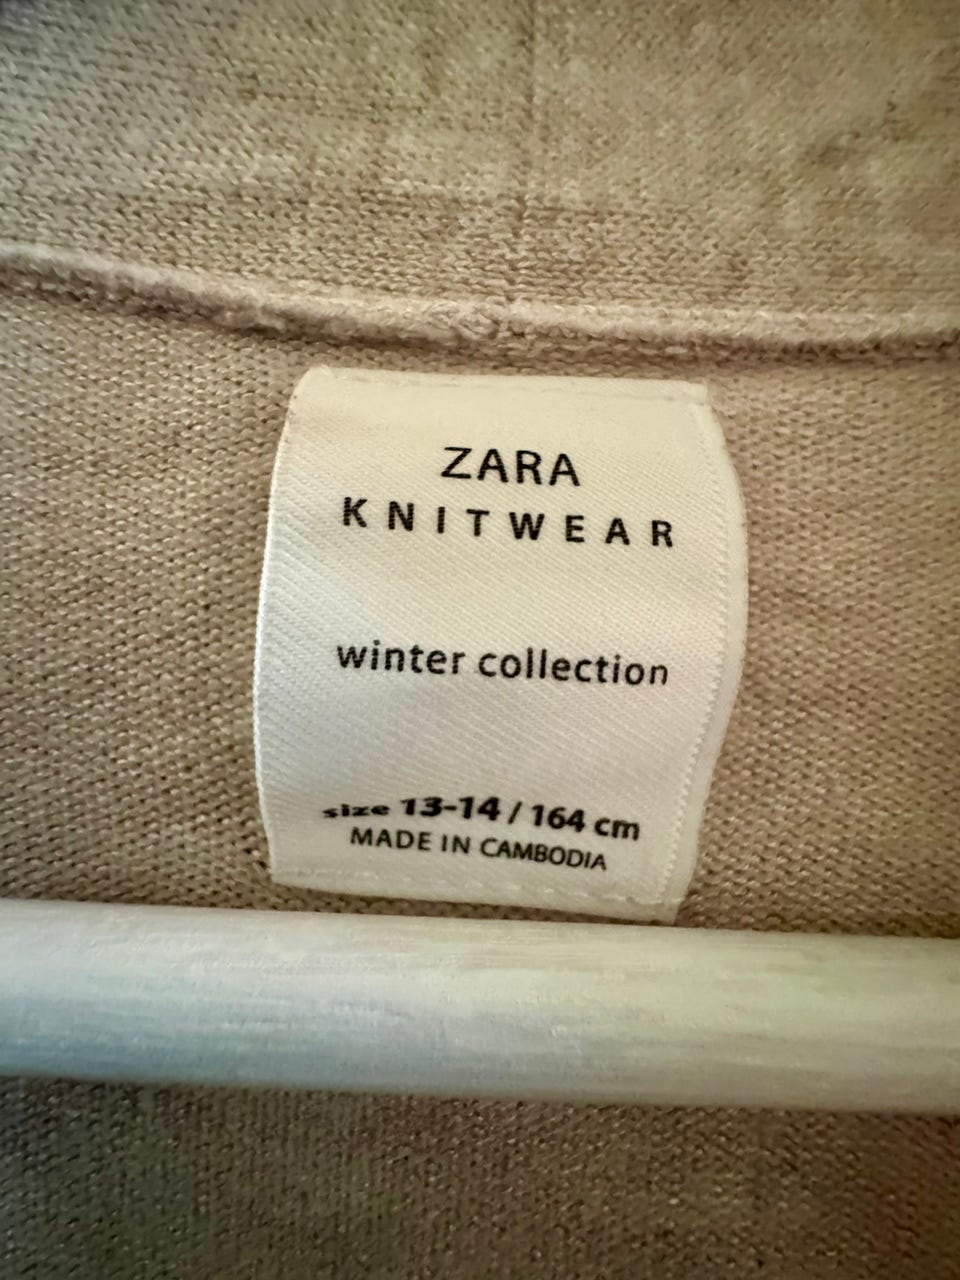 ZARA
KNITWEAR
winter collection
size 13-14 / 164 cm
MADE IN CAMBODIA